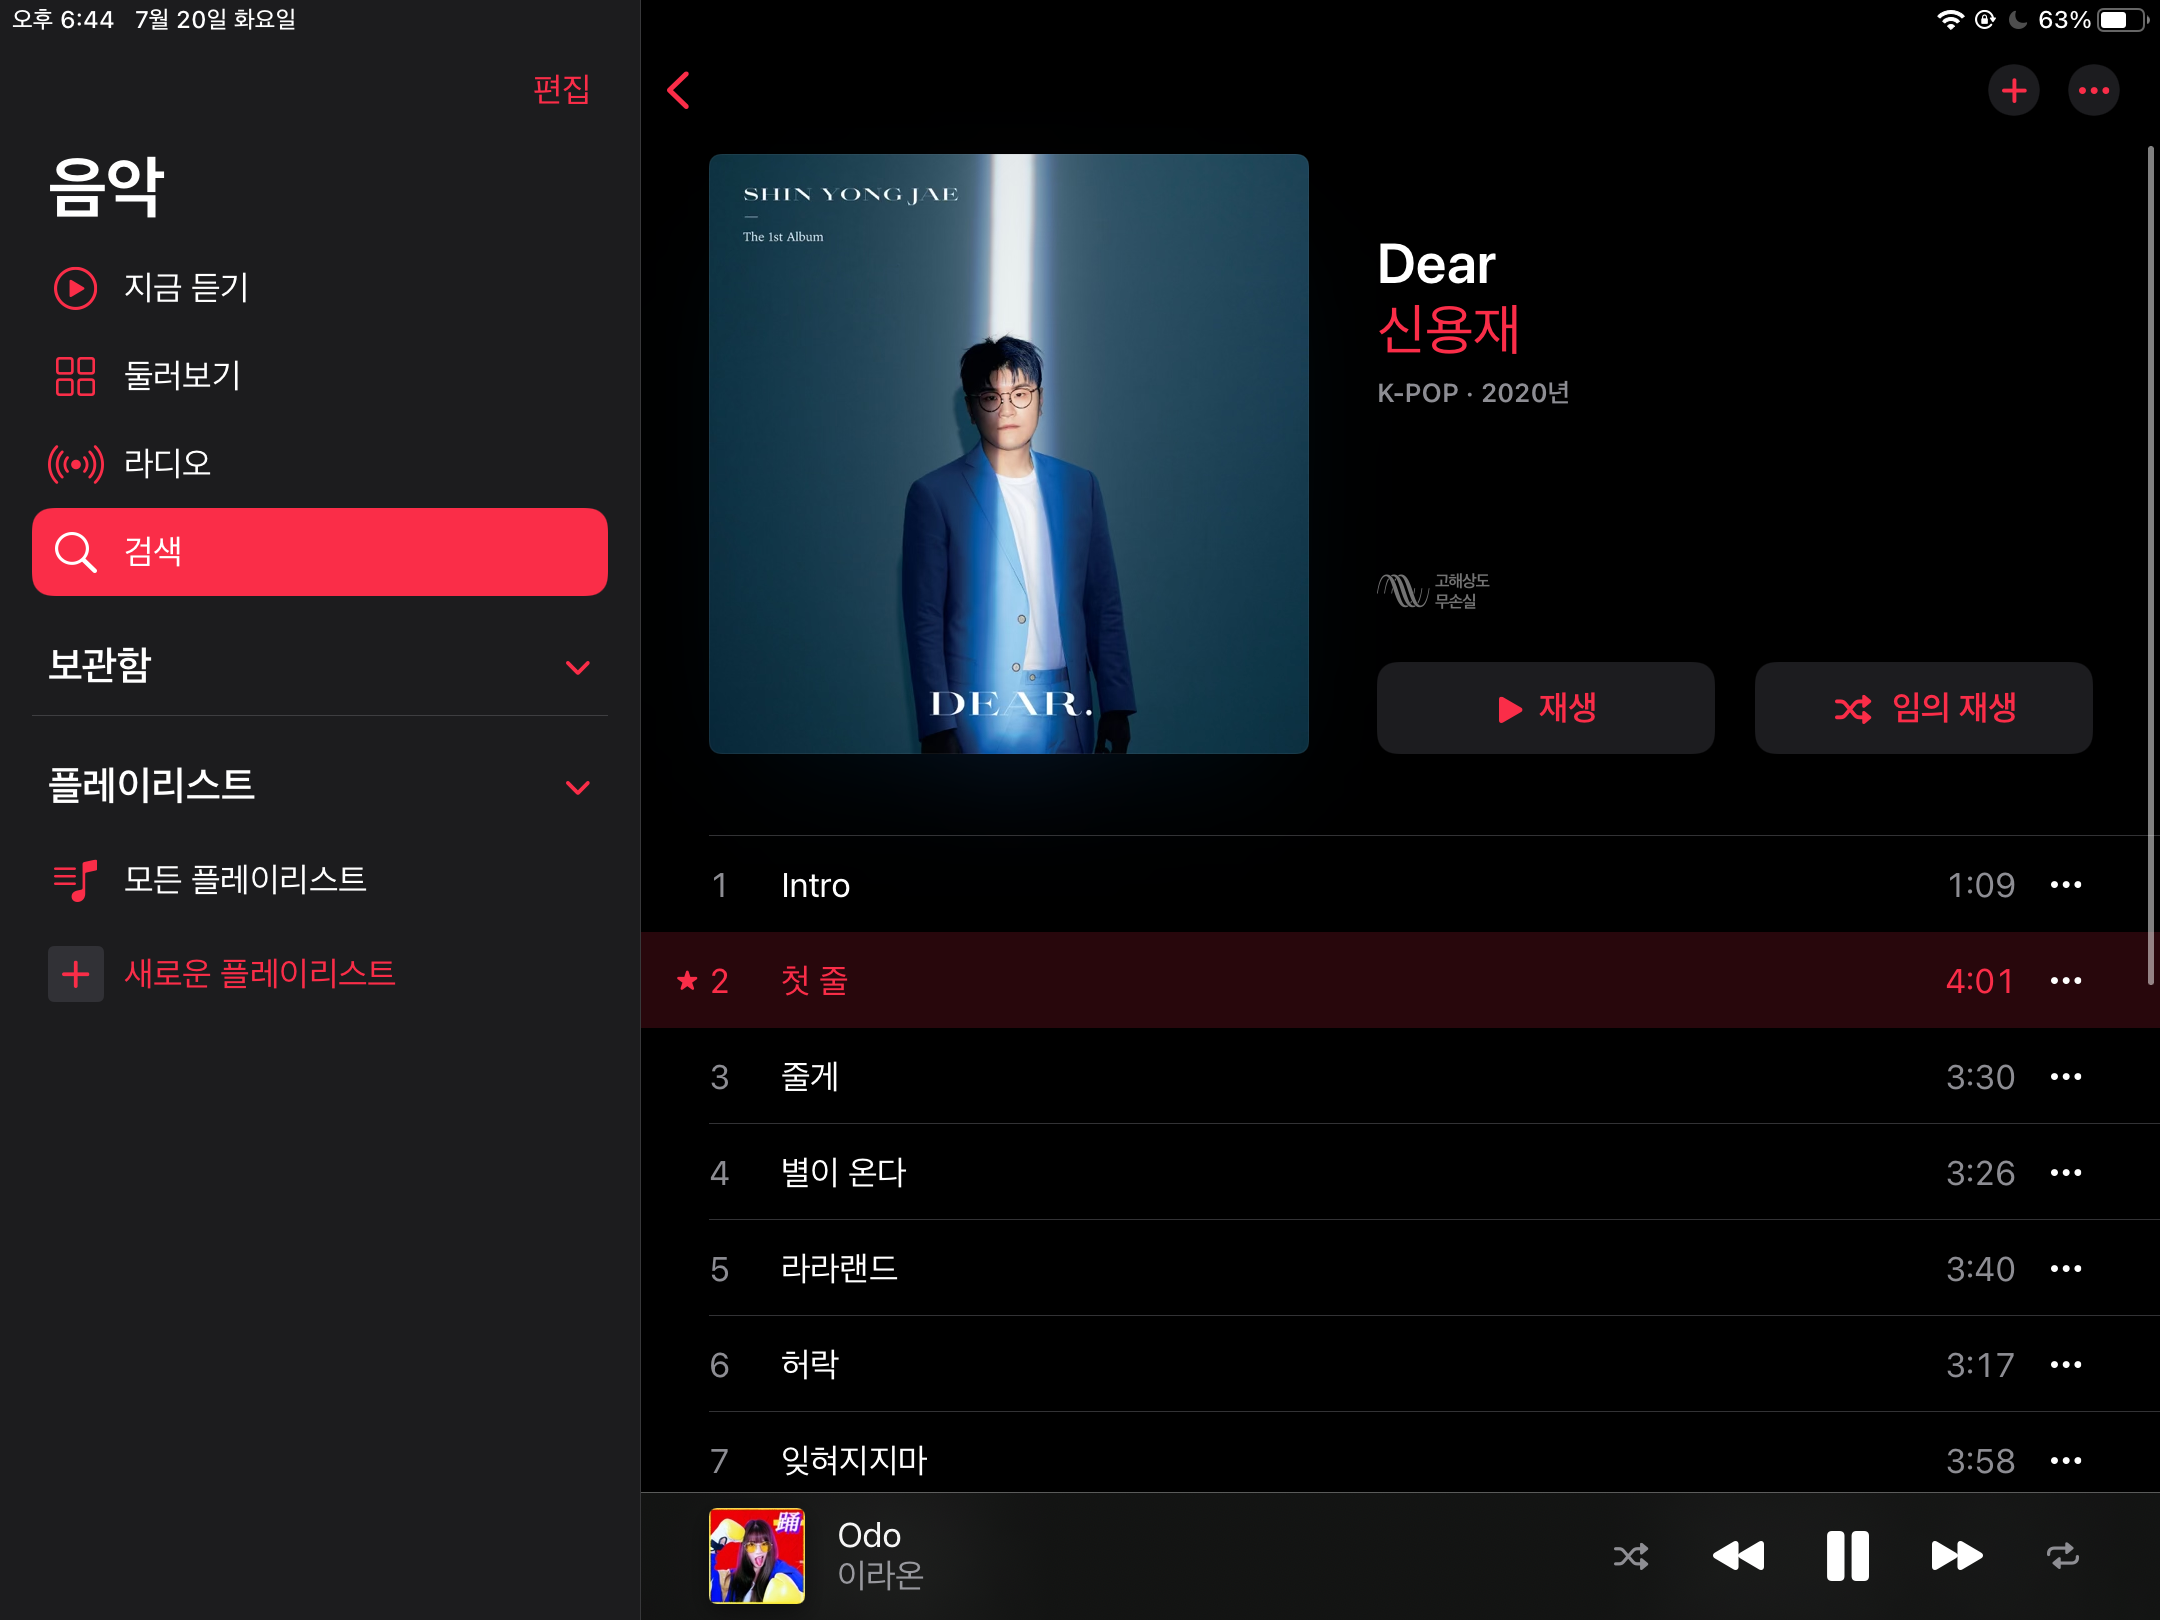 오후 6:44 7월 20일 화요일
63%
편집
음악
지금 듣기
둘러보기
라디오
검색
보관함
플레이리스트
모든 플레이리스트
새로운 플레이리스트
SHIN YONG JAE
The 1st Album
DEAR.
Dear
신용재
K-POP · 2020년
고해상도
무손실
재생
임의 재생
1 Intro 1:09
★ 2 첫 줄 4:01
3 줄게 3:30
4 별이 온다 3:26
5 라라랜드 3:40
6 허락 3:17
7 잊혀지지마 3:58
踊
Odo
이라온